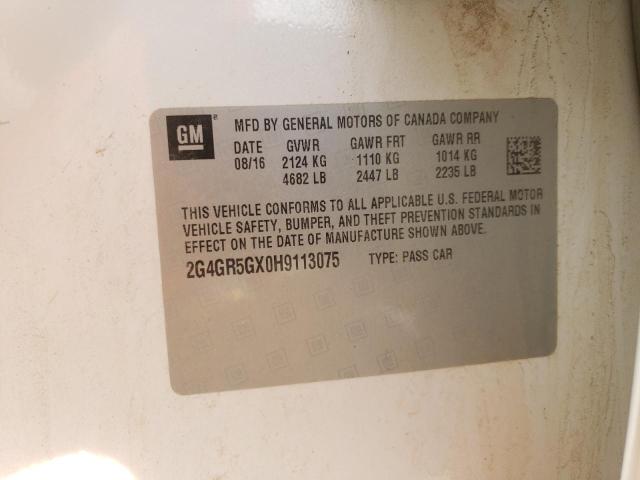 GM
MFD BY GENERAL MOTORS OF CANADA COMPANY
DATE GVWR GAWR FRT GAWR RR
08/16 2124 KG 1110 KG 1014 KG
4682 LB 2447 LB 2235 LB
THIS VEHICLE CONFORMS TO ALL APPLICABLE U.S. FEDERAL MOTOR
VEHICLE SAFETY, BUMPER, AND THEFT PREVENTION STANDARDS IN
EFFECT ON THE DATE OF MANUFACTURE SHOWN ABOVE.
2G4GR5GX0H9113075 TYPE: PASS CAR